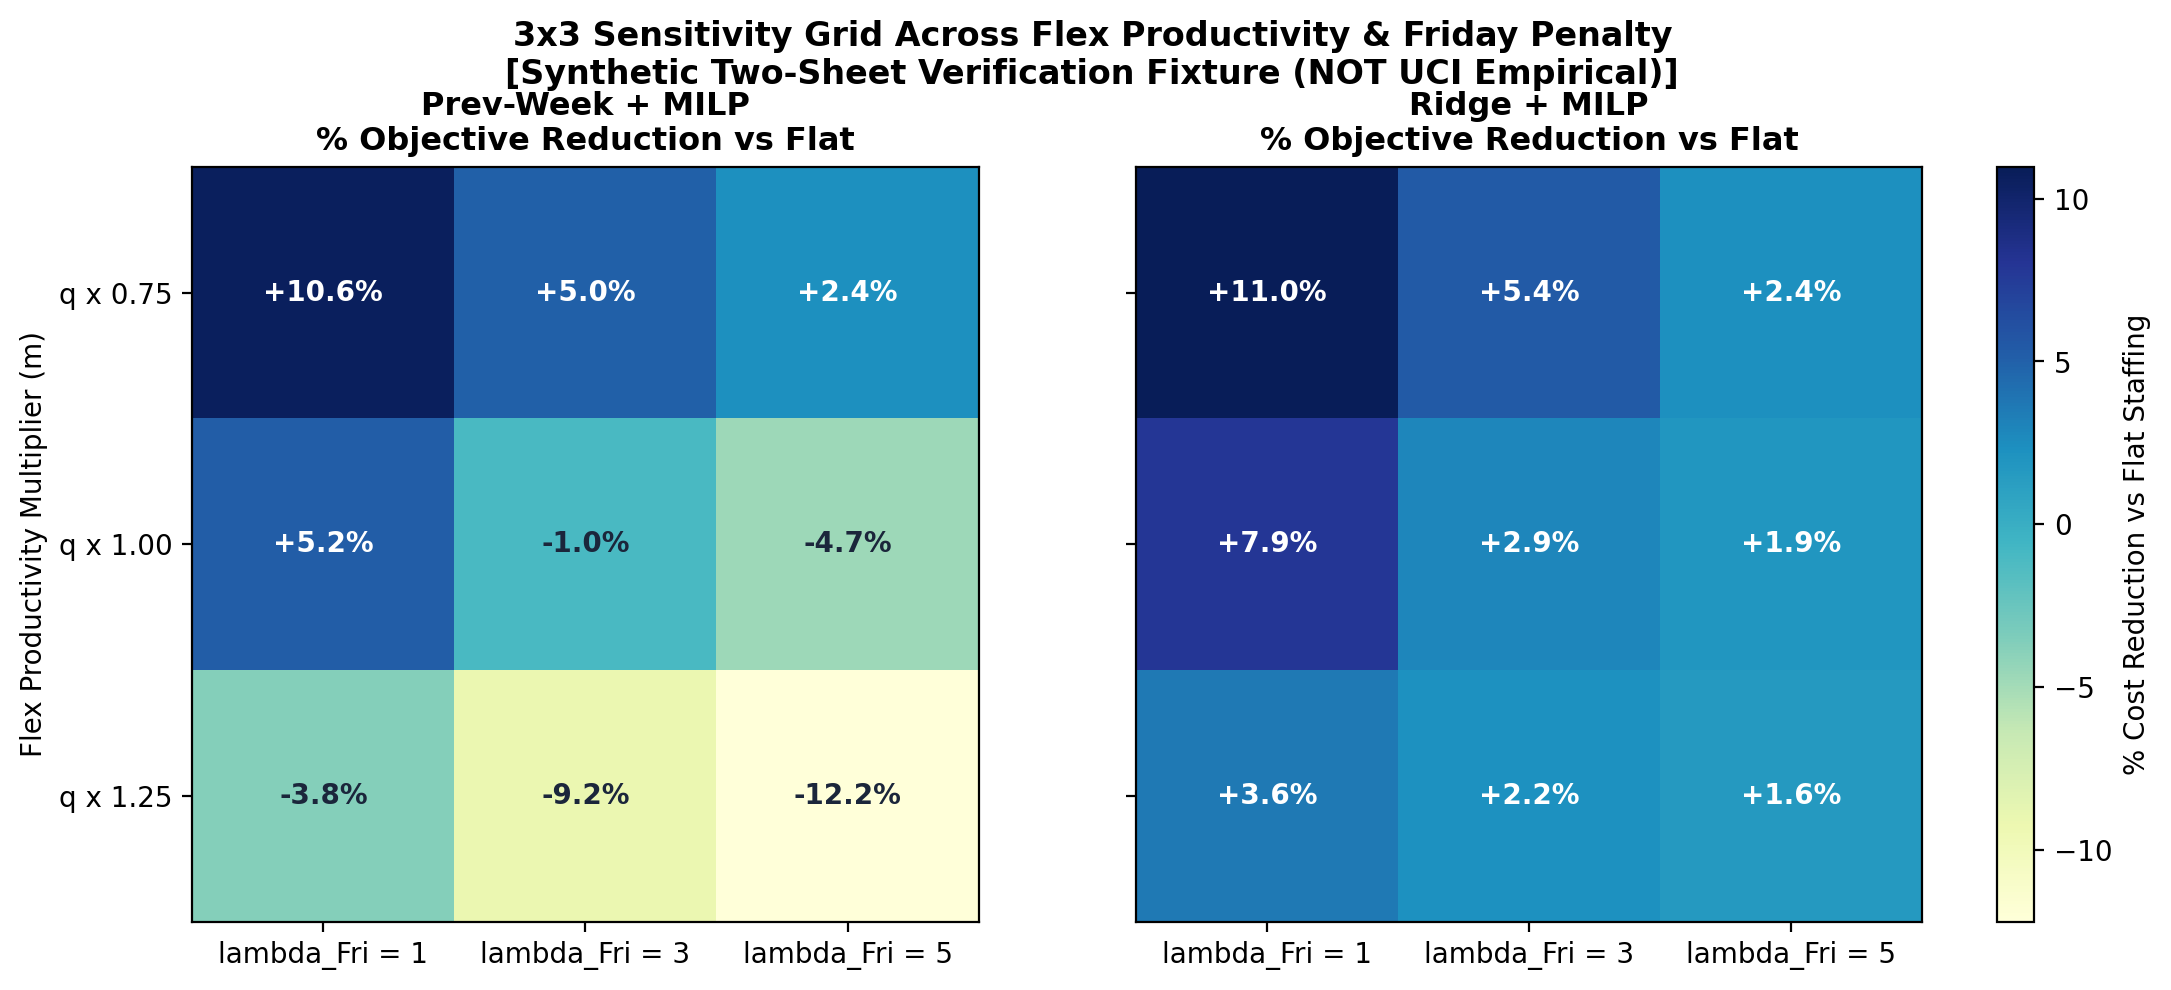 3x3 Sensitivity Grid Across Flex Productivity & Friday Penalty
[Synthetic Two-Sheet Verification Fixture (NOT UCI Empirical)]
Prev-Week + MILP
% Objective Reduction vs Flat
Flex Productivity Multiplier (m)
q x 0.75
+10.6%
+5.0%
+2.4%
q x 1.00
+5.2%
-1.0%
-4.7%
q x 1.25
-3.8%
-9.2%
-12.2%
lambda_Fri = 1
lambda_Fri = 3
lambda_Fri = 5
Ridge + MILP
% Objective Reduction vs Flat
+11.0%
+5.4%
+2.4%
+7.9%
+2.9%
+1.9%
+3.6%
+2.2%
+1.6%
lambda_Fri = 1
lambda_Fri = 3
lambda_Fri = 5
10
5
0
−5
−10
% Cost Reduction vs Flat Staffing